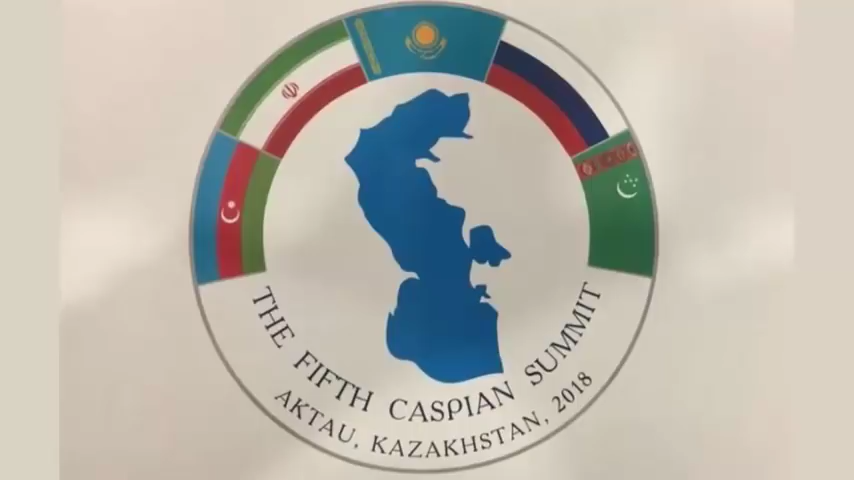 THE FIFTH CASPIAN SUMMIT
AKTAU, KAZAKHSTAN, 2018